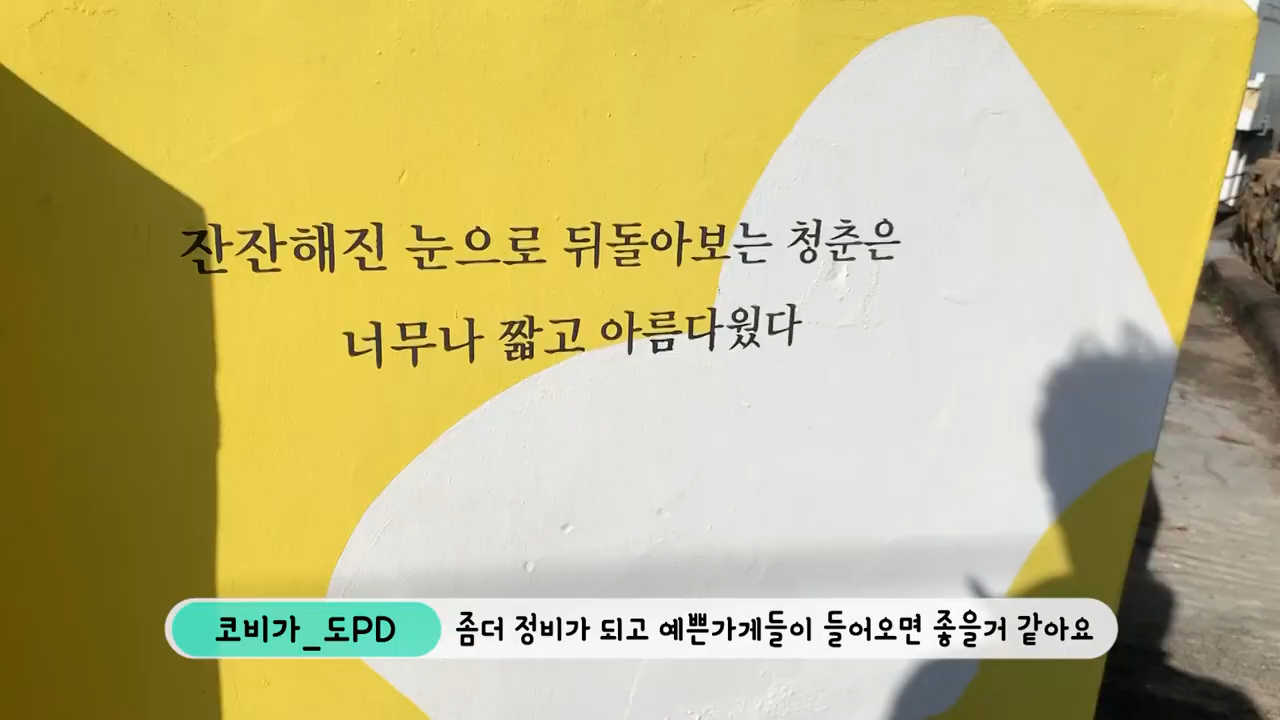 잔잔해진 눈으로 뒤돌아보는 청춘은
너무나 짧고 아름다웠다
코비가_도PD 좀더 정비가 되고 예쁜가게들이 들어오면 좋을거 같아요